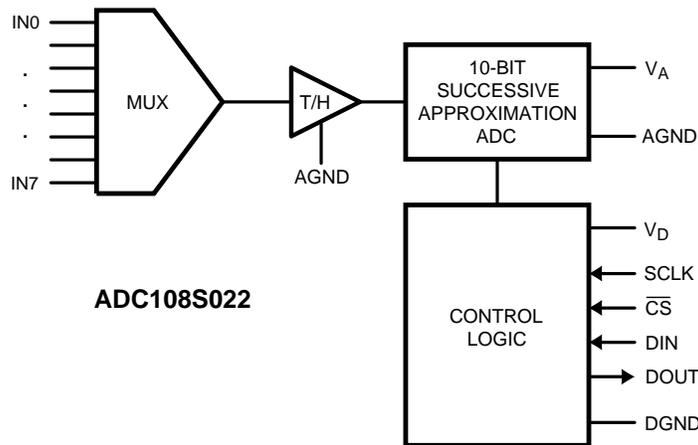 IN0
.
.
.
.
IN7
MUX
T/H
AGND
10-BIT
SUCCESSIVE
APPROXIMATION
ADC
V_A
AGND
ADC108S022
CONTROL
LOGIC
V_D
SCLK
C̅S̅
DIN
DOUT
DGND